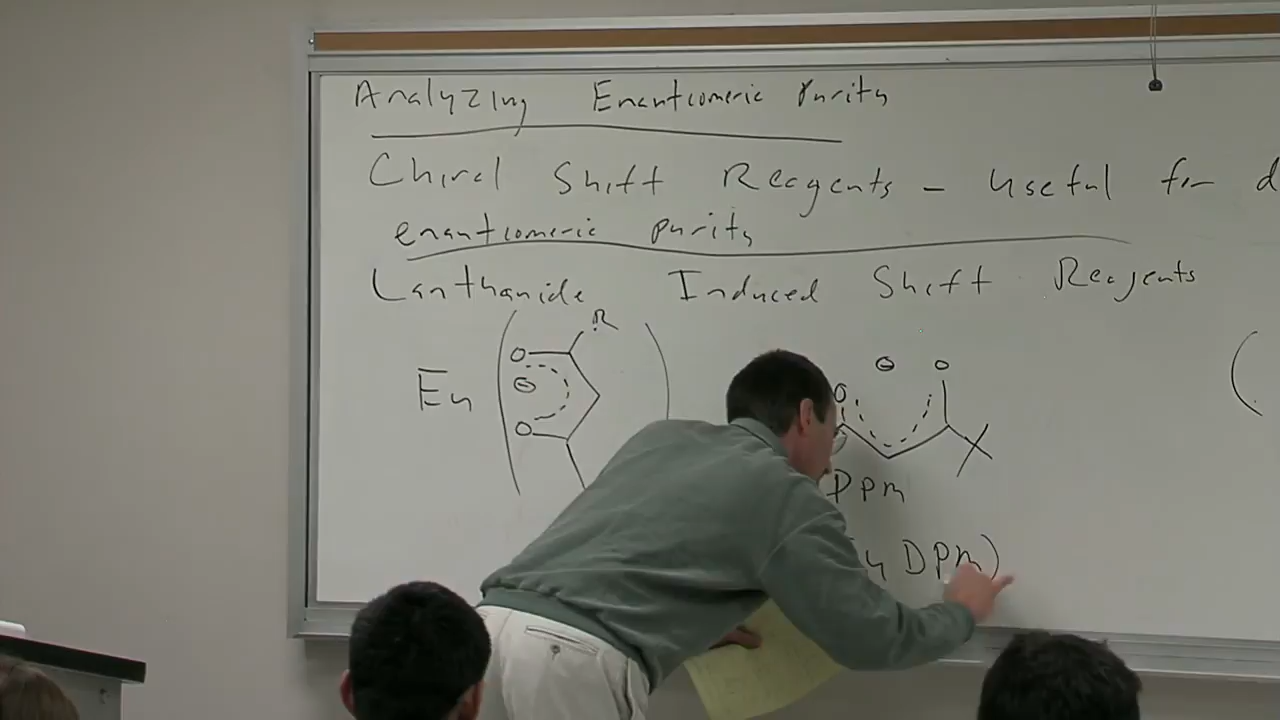 Analyzing Enantiomeric Purity
Chiral Shift Reagents - Useful for d
enantiomeric purity
Lanthanide Induced Shift Reagents
R
O
Eu ( ⊖ )
O
O ⊖ O
DPM
u DPM)
(